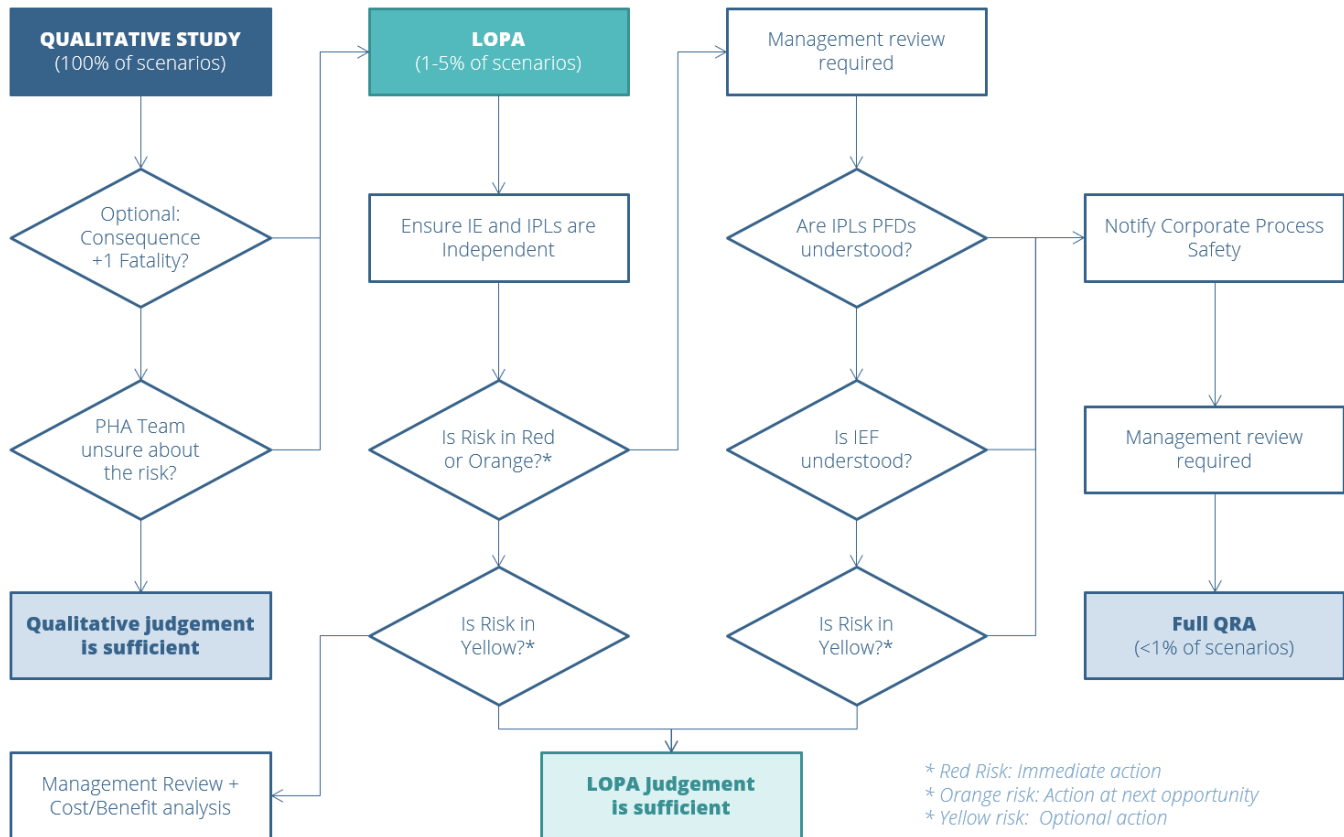 QUALITATIVE STUDY
(100% of scenarios)
Optional:
Consequence
+1 Fatality?
PHA Team
unsure about
the risk?
Qualitative judgement
is sufficient
LOPA
(1-5% of scenarios)
Ensure IE and IPLs are
Independent
Is Risk in Red
or Orange?*
Is Risk in
Yellow?*
Management Review +
Cost/Benefit analysis
LOPA Judgement
is sufficient
Management review
required
Are IPLs PFDs
understood?
Is IEF
understood?
Is Risk in
Yellow?*
Notify Corporate Process
Safety
Management review
required
Full QRA
(<1% of scenarios)
* Red Risk: Immediate action
* Orange risk: Action at next opportunity
* Yellow risk:  Optional action